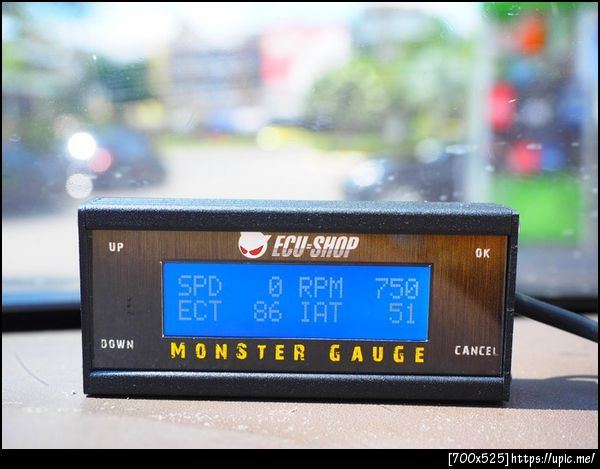 ECU=SHOP
UP
OK
SPD 0 RPM 750
ECT 86 IAT 51
DOWN
CANCEL
MONSTER GAUGE
[700x525]https://upic.me/